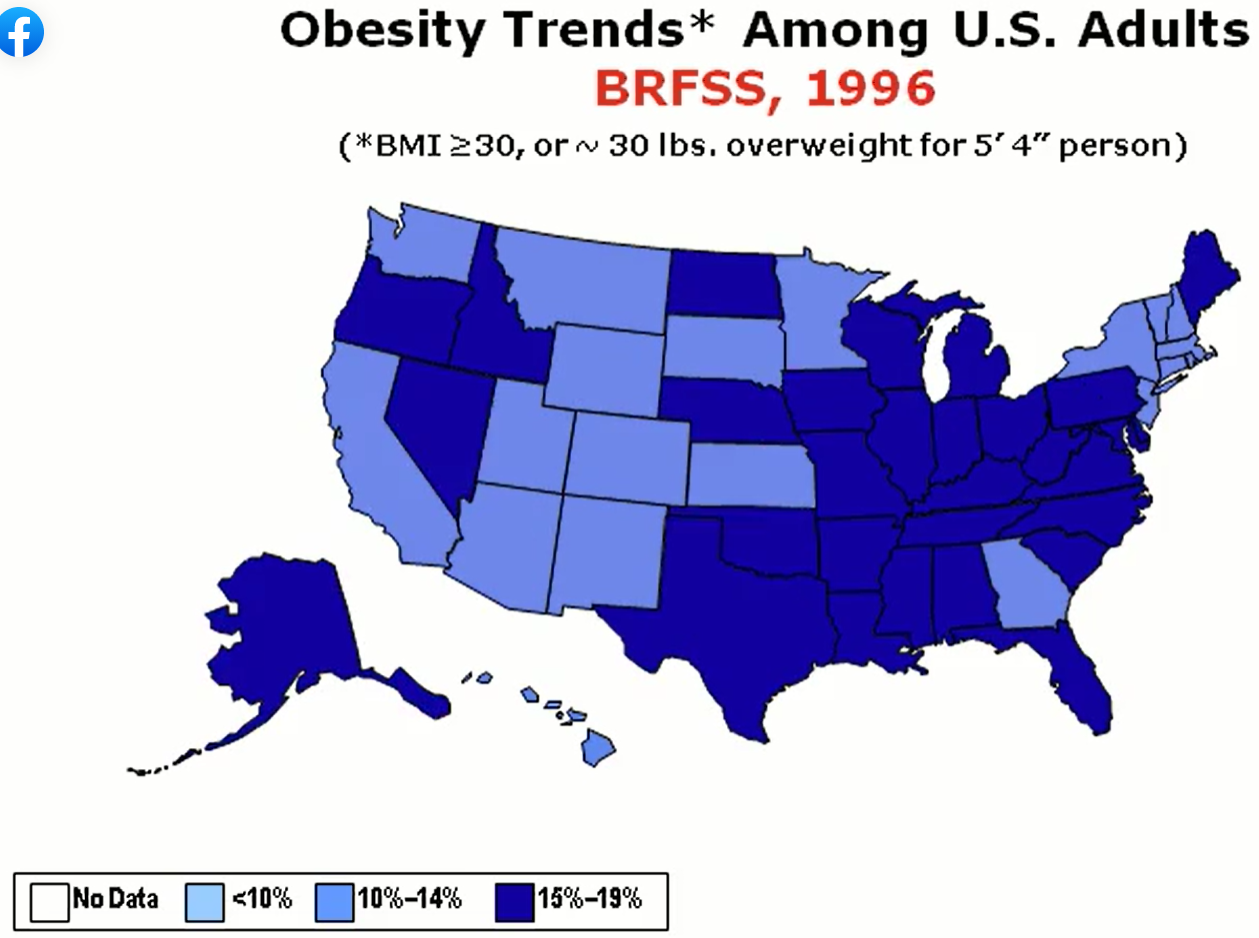 Obesity Trends* Among U.S. Adults
BRFSS, 1996
(*BMI ≥30, or ~ 30 lbs. overweight for 5′ 4″ person)
No Data
<10%
10%–14%
15%–19%